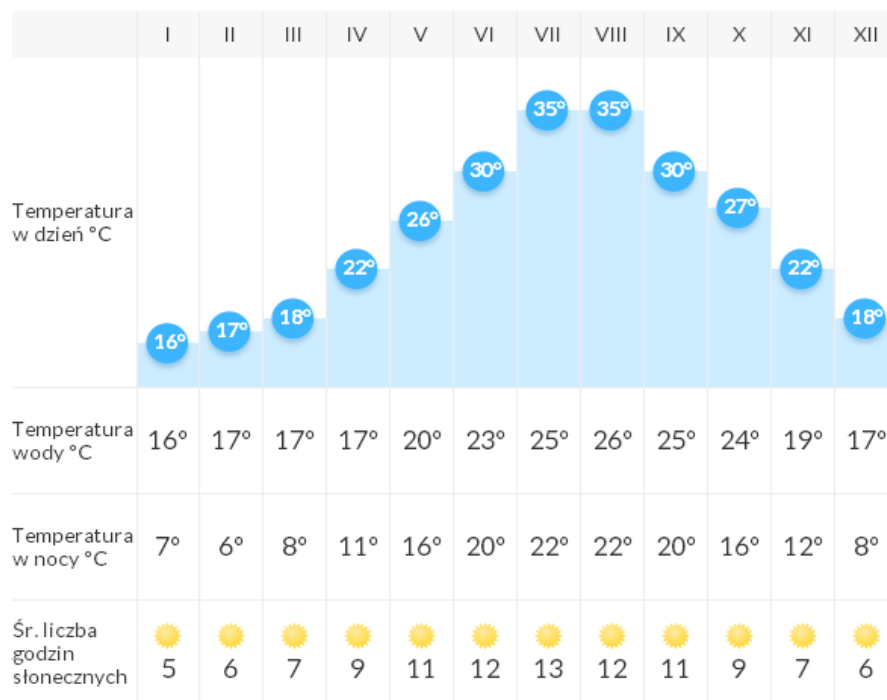 I II III IV V VI VII VIII IX X XI XII
Temperatura
w dzień °C
16° 17° 18° 22° 26° 30° 35° 35° 30° 27° 22° 18°
Temperatura
wody °C
16° 17° 17° 17° 20° 23° 25° 26° 25° 24° 19° 17°
Temperatura
w nocy °C
7° 6° 8° 11° 16° 20° 22° 22° 20° 16° 12° 8°
Śr. liczba
godzin
słonecznych
5 6 7 9 11 12 13 12 11 9 7 6